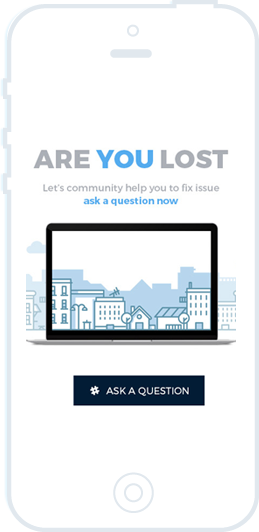 ARE YOU LOST
Let's community help you to fix issue
ask a question now
ASK A QUESTION